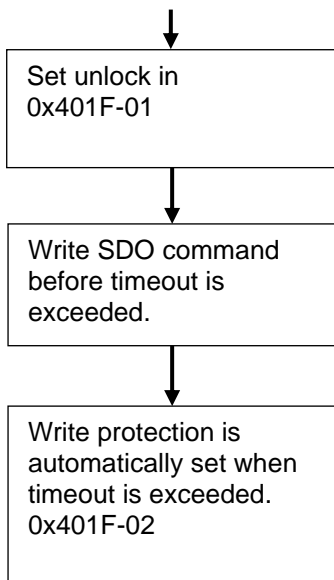 Set unlock in
0x401F-01
Write SDO command
before timeout is
exceeded.
Write protection is
automatically set when
timeout is exceeded.
0x401F-02